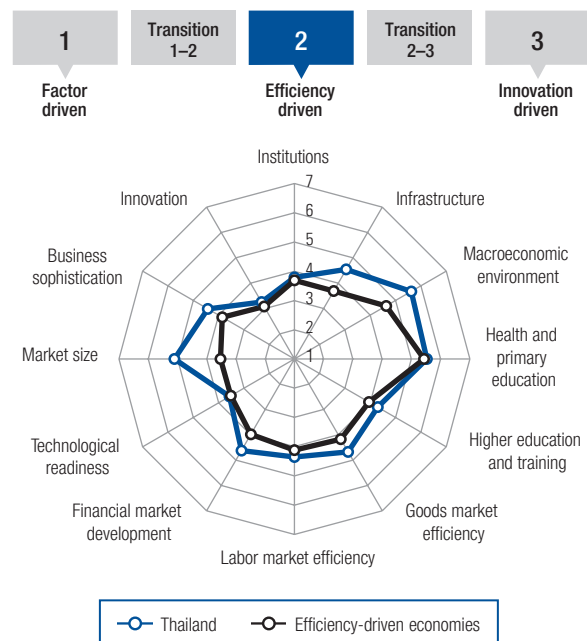 1
Transition
1–2
2
Transition
2–3
3
Factor
driven
Efficiency
driven
Innovation
driven
Institutions
7
6
5
4
3
2
1
Infrastructure
Macroeconomic
environment
Health and
primary
education
Higher education
and training
Goods market
efficiency
Labor market efficiency
Financial market
development
Technological
readiness
Market size
Business
sophistication
Innovation
Thailand
Efficiency-driven economies